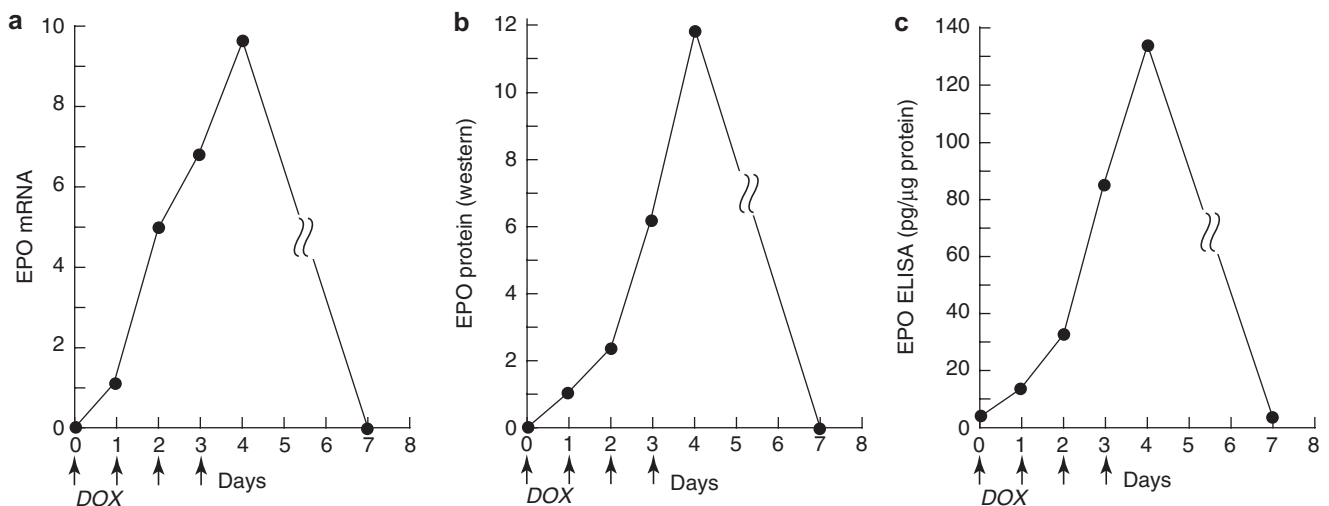 a
EPO mRNA
10
8
6
4
2
0
0 1 2 3 4 5 6 7 8
Days
DOX
b
EPO protein (western)
12
10
8
6
4
2
0
0 1 2 3 4 5 6 7 8
Days
DOX
c
EPO ELISA (pg/μg protein)
140
120
100
80
60
40
20
0
0 1 2 3 4 5 6 7 8
Days
DOX